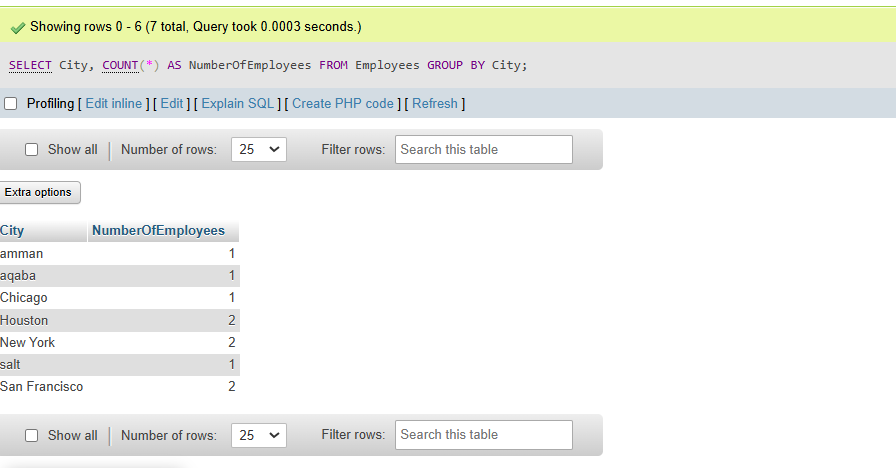 Showing rows 0 - 6 (7 total, Query took 0.0003 seconds.)
SELECT City, COUNT(*) AS NumberOfEmployees FROM Employees GROUP BY City;
Profiling [ Edit inline ] [ Edit ] [ Explain SQL ] [ Create PHP code ] [ Refresh ]
Show all Number of rows: 25 Filter rows: Search this table
Extra options
City NumberOfEmployees
amman 1
aqaba 1
Chicago 1
Houston 2
New York 2
salt 1
San Francisco 2
Show all Number of rows: 25 Filter rows: Search this table